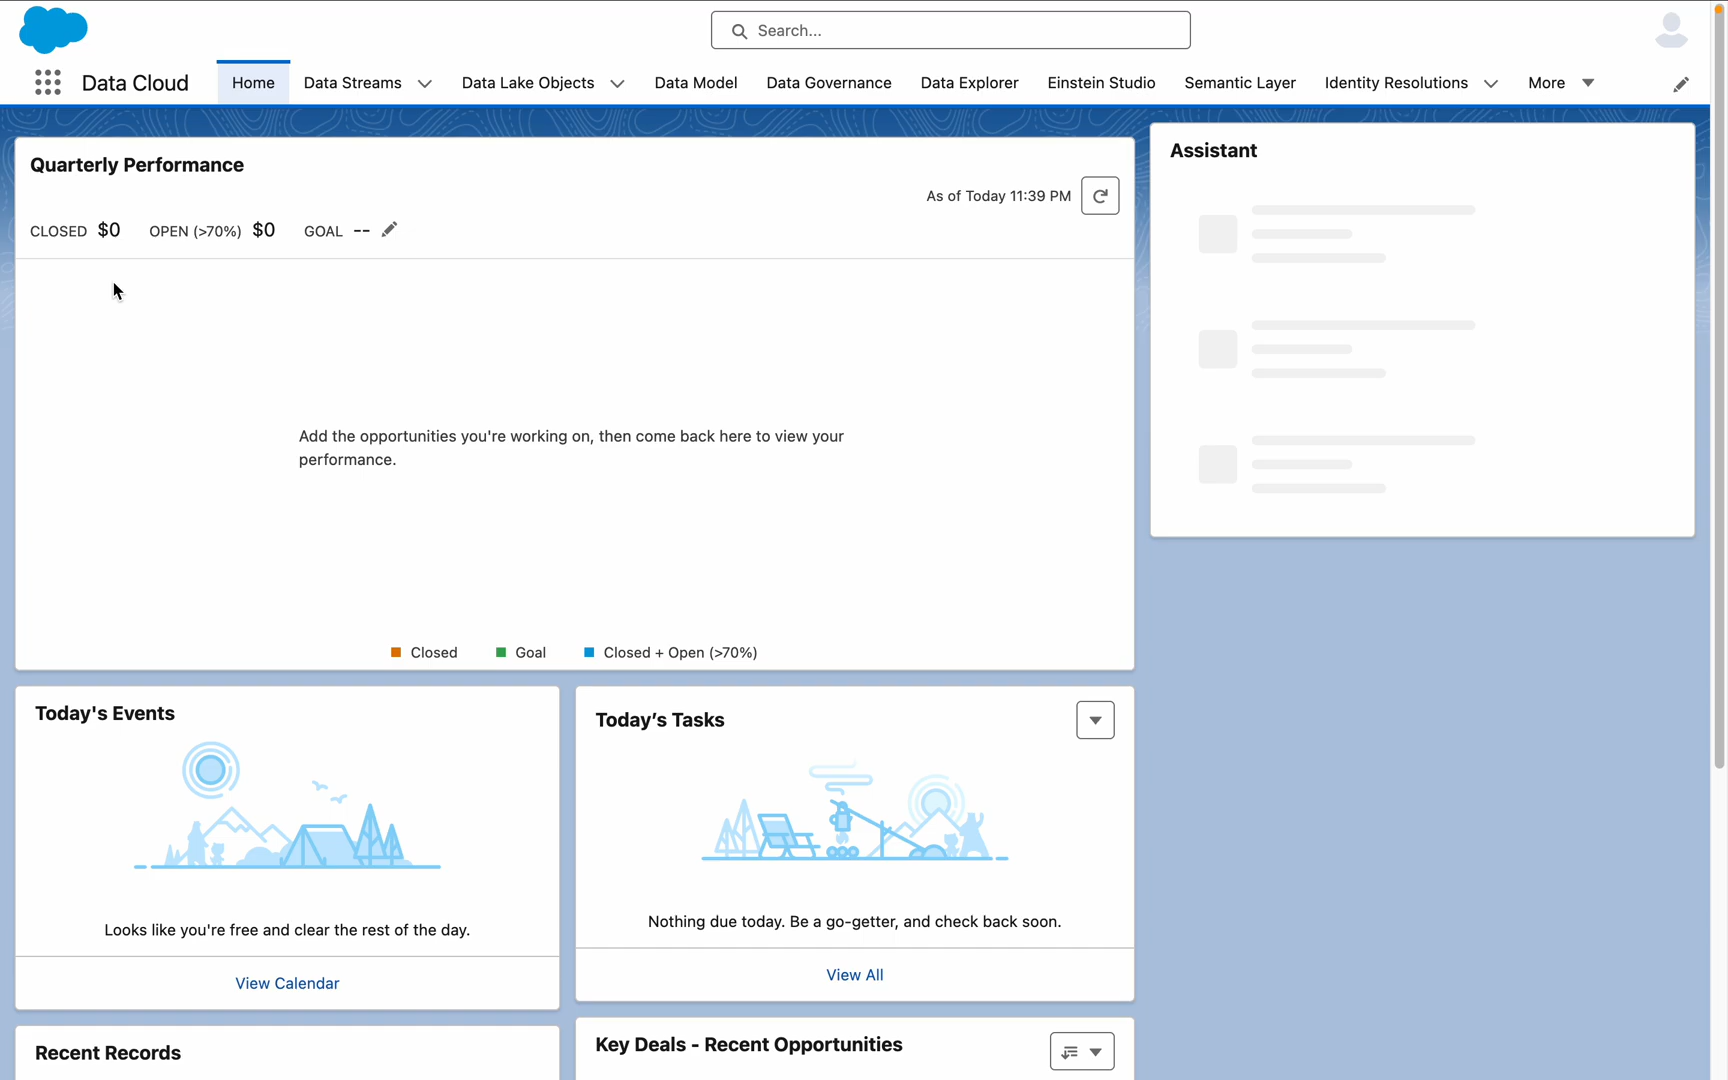 Search...
Data Cloud Home Data Streams Data Lake Objects Data Model Data Governance Data Explorer Einstein Studio Semantic Layer Identity Resolutions More
Quarterly Performance
As of Today 11:39 PM
CLOSED $0 OPEN (>70%) $0 GOAL --
Add the opportunities you're working on, then come back here to view your
performance.
Closed Goal Closed + Open (>70%)
Assistant
Today's Events
Looks like you're free and clear the rest of the day.
View Calendar
Today’s Tasks
Nothing due today. Be a go-getter, and check back soon.
View All
Recent Records
Key Deals - Recent Opportunities